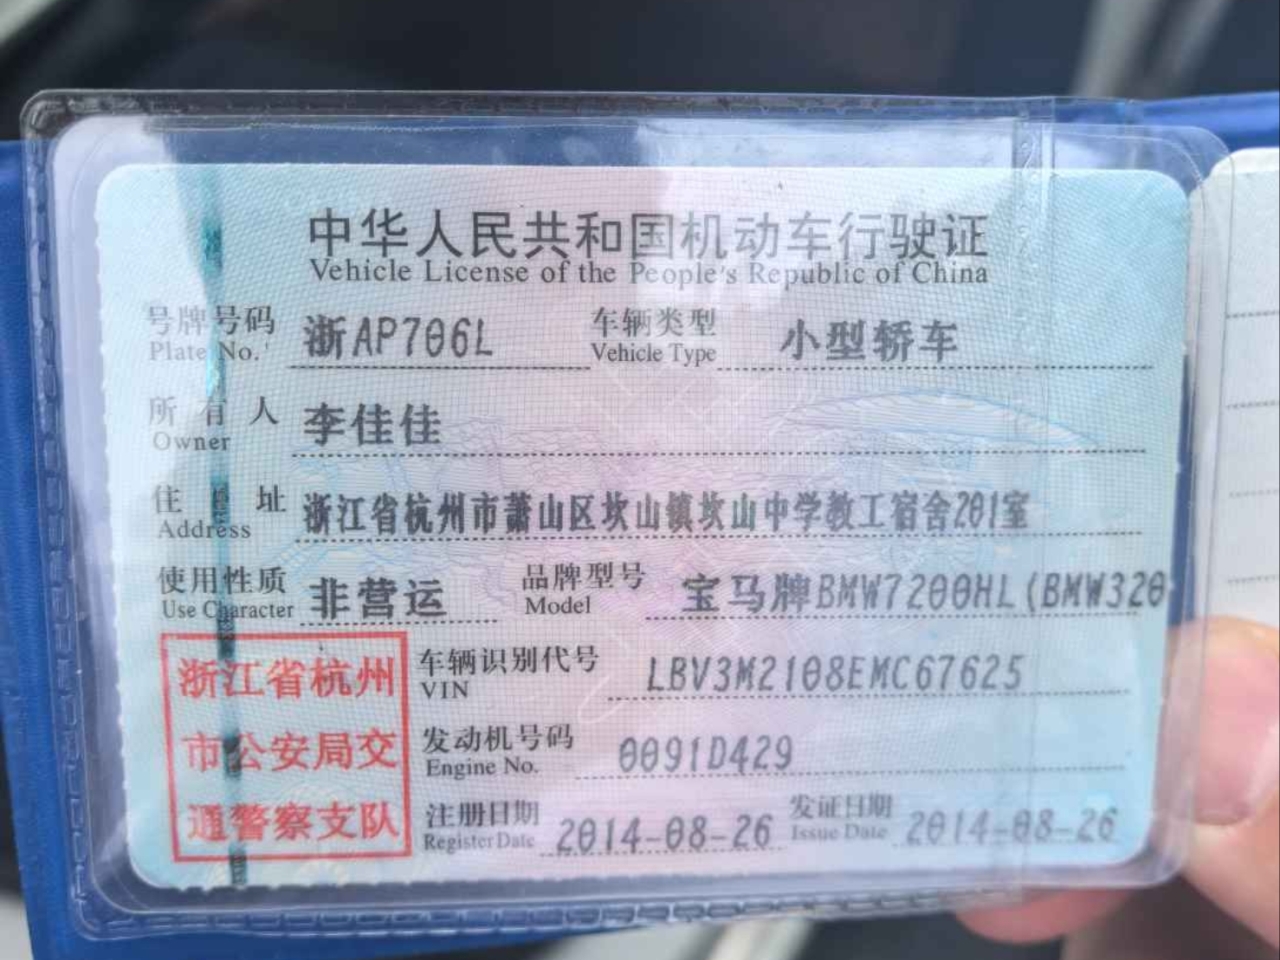 中华人民共和国机动车行驶证
Vehicle License of the People's Republic of China
号牌号码 浙AP706L 车辆类型 小型轿车
Plate No. Vehicle Type
所有人 李佳佳
Owner
住址 浙江省杭州市萧山区坎山镇坎山中学教工宿舍201室
Address
使用性质 非营运 品牌型号 宝马牌BMW7200HL(BMW320
Use Character Model
浙江省杭州
市公安局交
通警察支队
车辆识别代号 LBV3M2108EMC67625
VIN
发动机号码 0091D429
Engine No.
注册日期 2014-08-26 发证日期 2014-08-26
Register Date Issue Date